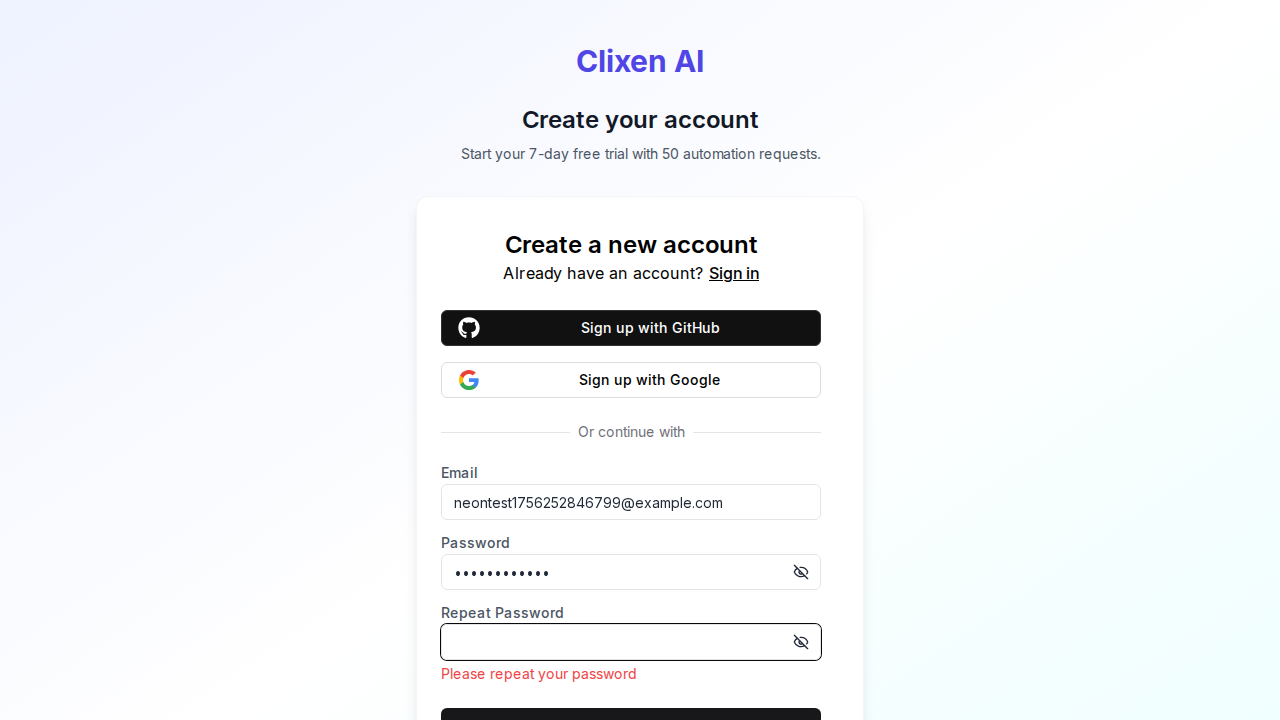 Clixen AI
Create your account
Start your 7-day free trial with 50 automation requests.
Create a new account
Already have an account? Sign in
Sign up with GitHub
Sign up with Google
Or continue with
Email
neontest1756252846799@example.com
Password
••••••••••••
Repeat Password
Please repeat your password